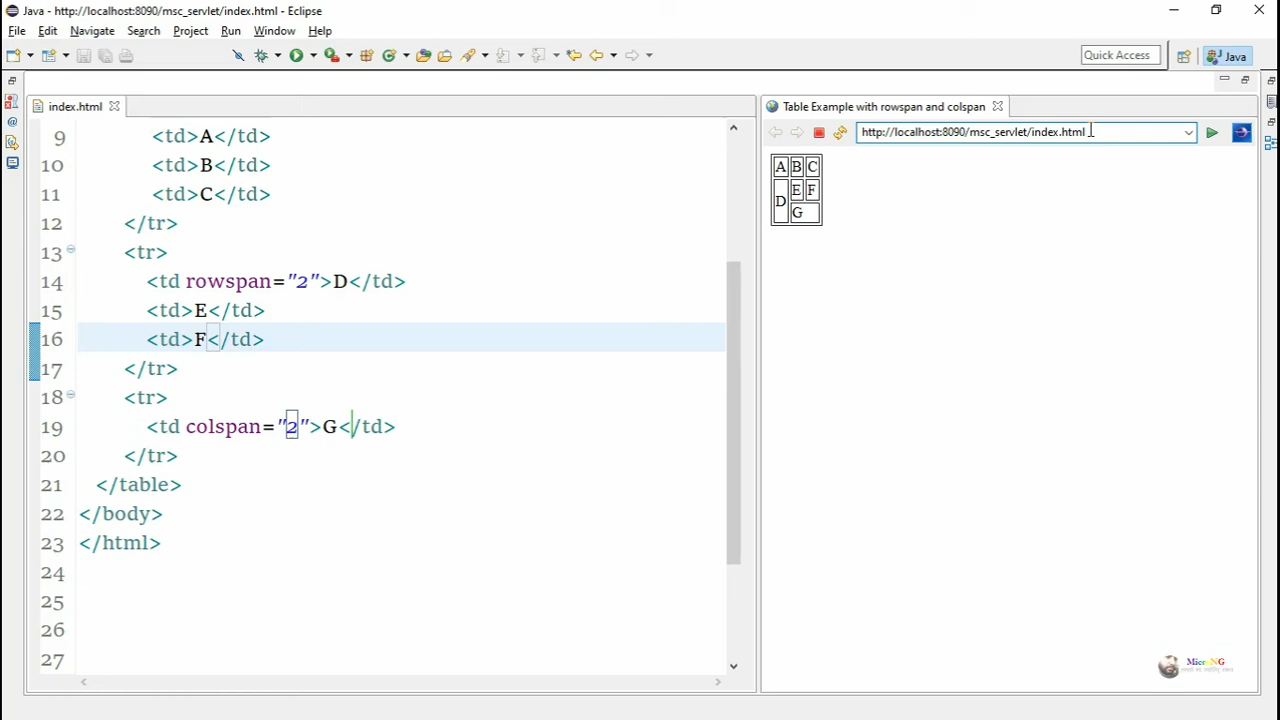 Java - http://localhost:8090/msc_servlet/index.html - Eclipse
File Edit Navigate Search Project Run Window Help
Quick Access
Java
index.html
Table Example with rowspan and colspan
http://localhost:8090/msc_servlet/index.html
9 <td>A</td>
10 <td>B</td>
11 <td>C</td>
12 </tr>
13 <tr>
14 <td rowspan="2">D</td>
15 <td>E</td>
16 <td>F</td>
17 </tr>
18 <tr>
19 <td colspan="2">G</td>
20 </tr>
21 </table>
22 </body>
23 </html>
24
25
26
27
A B C
D E F
G
MicroNG